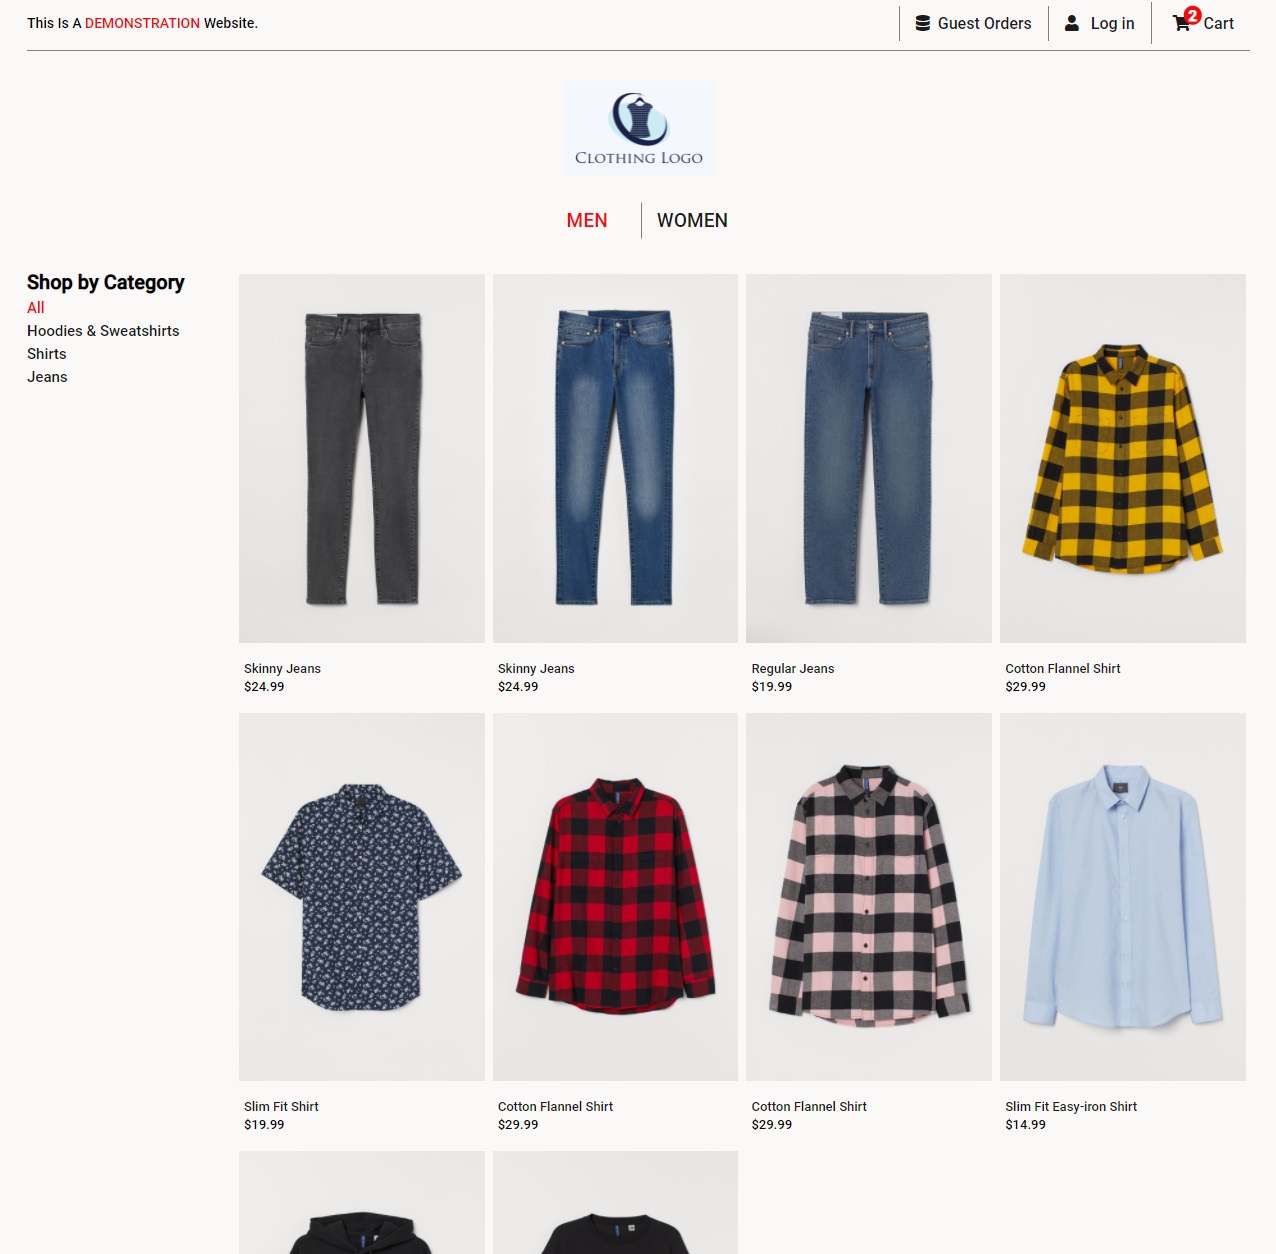 This Is A DEMONSTRATION Website.
Guest Orders
Log in
2
Cart
CLOTHING LOGO
MEN
WOMEN
Shop by Category
All
Hoodies & Sweatshirts
Shirts
Jeans
Skinny Jeans
$24.99
Skinny Jeans
$24.99
Regular Jeans
$19.99
Cotton Flannel Shirt
$29.99
Slim Fit Shirt
$19.99
Cotton Flannel Shirt
$29.99
Cotton Flannel Shirt
$29.99
Slim Fit Easy-iron Shirt
$14.99